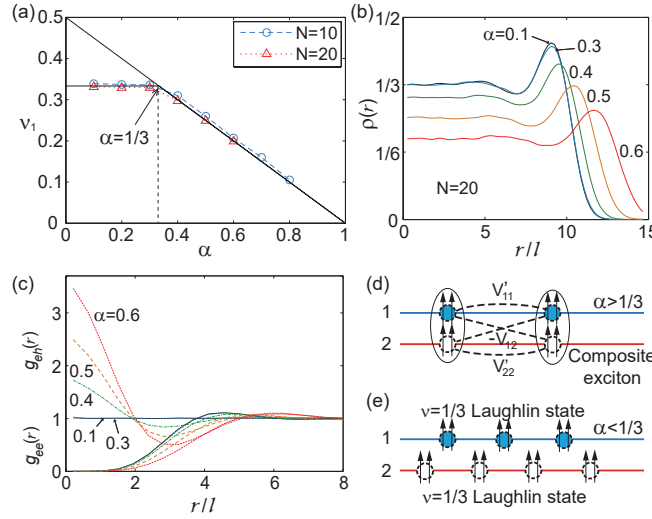 (a)
N=10
N=20
ν₁
0.5
0.4
0.3
0.2
0.1
0
α=1/3
0 0.2 0.4 0.6 0.8 1
α
(b)
1/2
1/3
1/6
0
ρ(r)
α=0.1
0.3
0.4
0.5
0.6
N=20
0 5 10 15
r/l
(c)
g_eh(r)
g_ee(r)
3
2
1
0
α=0.6
0.5
0.4
0.1
0.3
0 2 4 6 8
r/l
(d)
V'₁₁
1
α>1/3
-V₁₂
2
V'₂₂
Composite
exciton
(e)
ν=1/3 Laughlin state
1
α<1/3
2
ν=1/3 Laughlin state